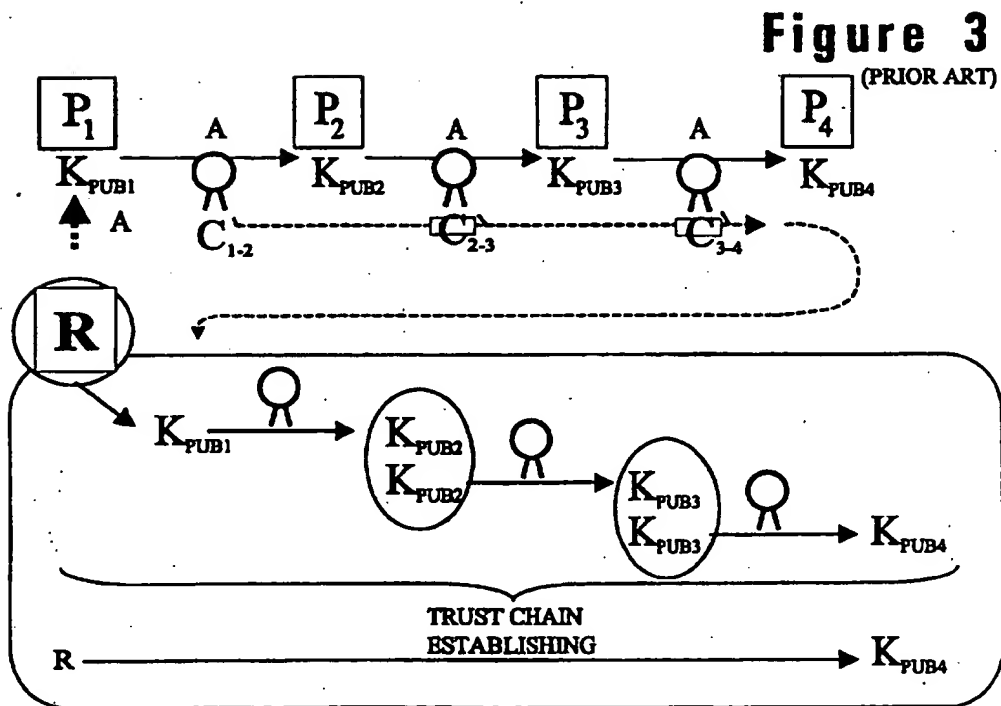 Figure 3
(PRIOR ART)
P1 P2 P3 P4
A A A
KPUB1 KPUB2 KPUB3 KPUB4
A
C1-2 C2-3 C3-4
R
KPUB1
KPUB2
KPUB2
KPUB3
KPUB3
KPUB4
TRUST CHAIN
ESTABLISHING
R KPUB4